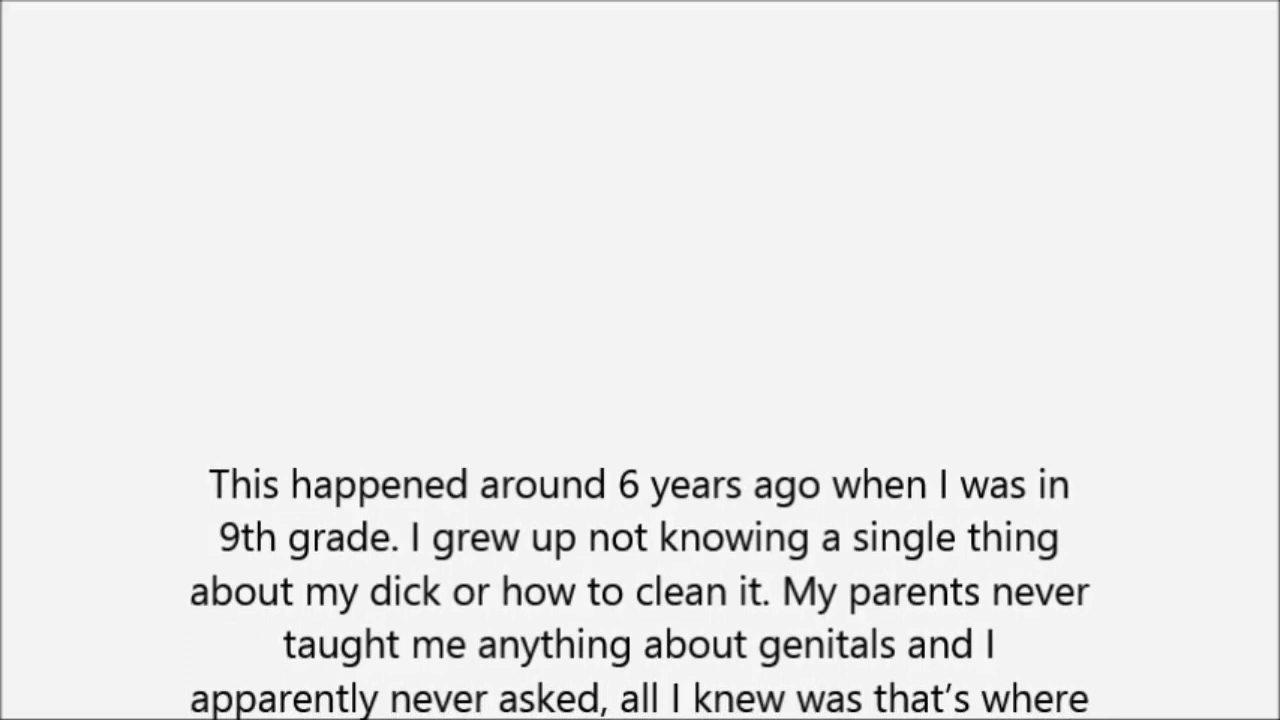 This happened around 6 years ago when I was in
9th grade. I grew up not knowing a single thing
about my dick or how to clean it. My parents never
taught me anything about genitals and I
apparently never asked, all I knew was that’s where